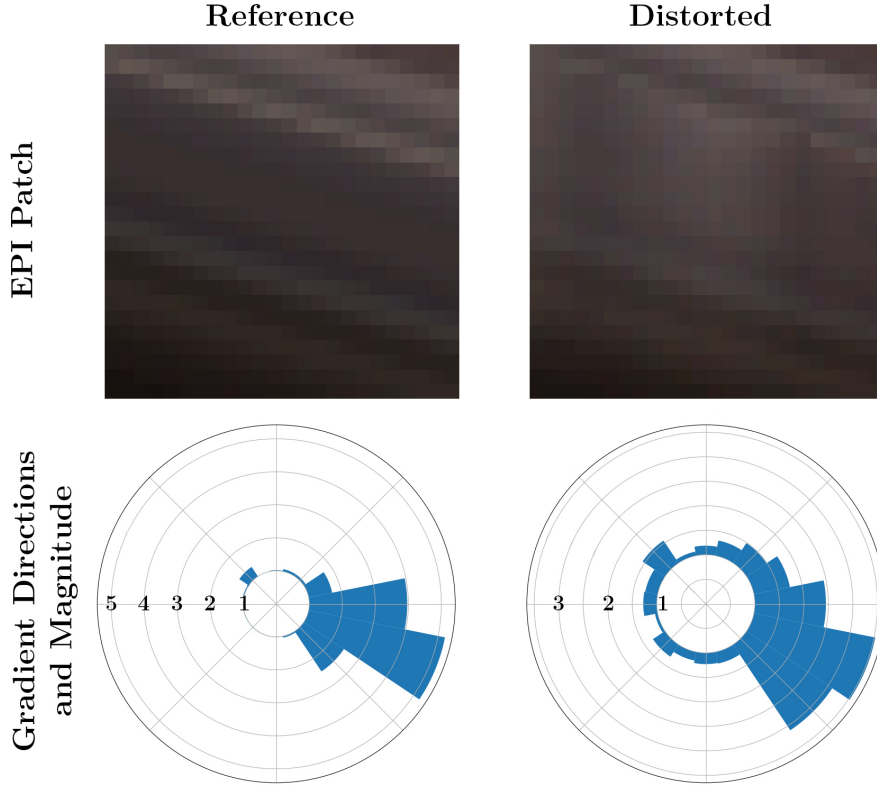 Reference
Distorted
EPI Patch
Gradient Directions
and Magnitude
5 4 3 2 1
3 2 1